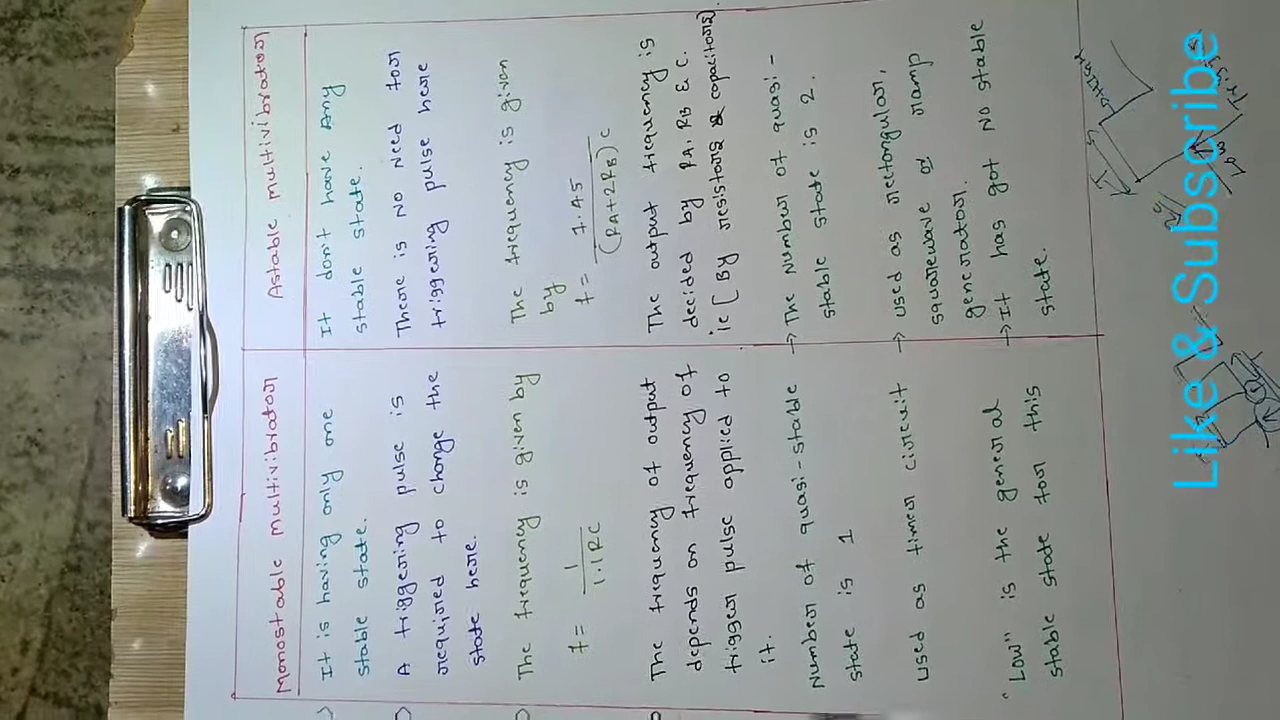 Monostable multivibrator
It is having only one
stable state.
A triggering pulse is
required to change the
state here.
The frequency is given by
f = 1/1.1RC
The frequency of output
depends on frequency of
trigger pulse applied to
it.
Number of quasi-stable
state is 1
used as timer circuit
"Low" is the general
stable state for this
Astable multivibrator
It don't have any
stable state.
There is no need for
triggering pulse here
The frequency is given
by
f = 1.45/(RA+2RB)C
The output frequency is
decided by RA, RB & C.
ie [By resistors & capacitors].
→ The Number of quasi-
stable state is 2.
→ used as rectangular,
squarewave or ramp
generator.
→ It has got No stable
state.
Like & Subscribe